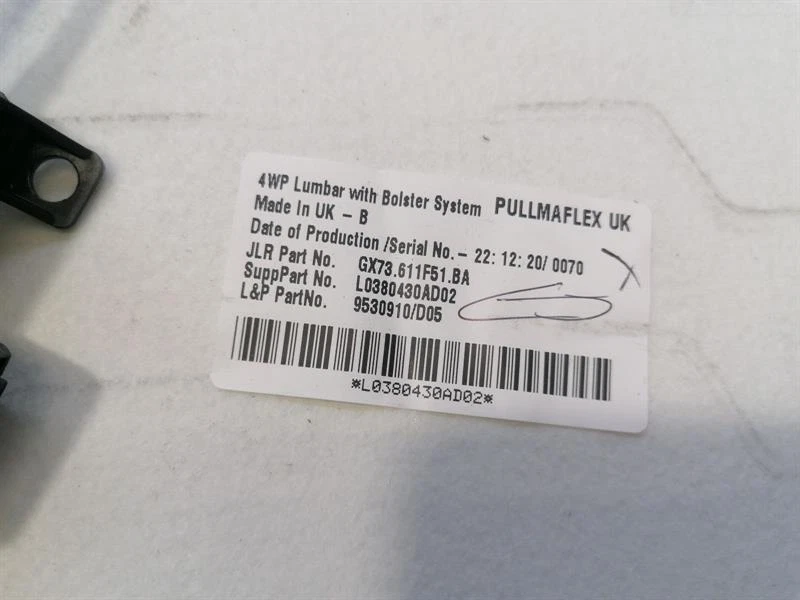 4WP Lumbar with Bolster System PULLMAFLEX UK
Made In UK - B
Date of Production /Serial No.- 22: 12: 20/ 0070
JLR Part No. GX73.611F51.BA
SuppPart No. L0380430AD02
L&P PartNo. 9530910/D05
*L0380430AD02*